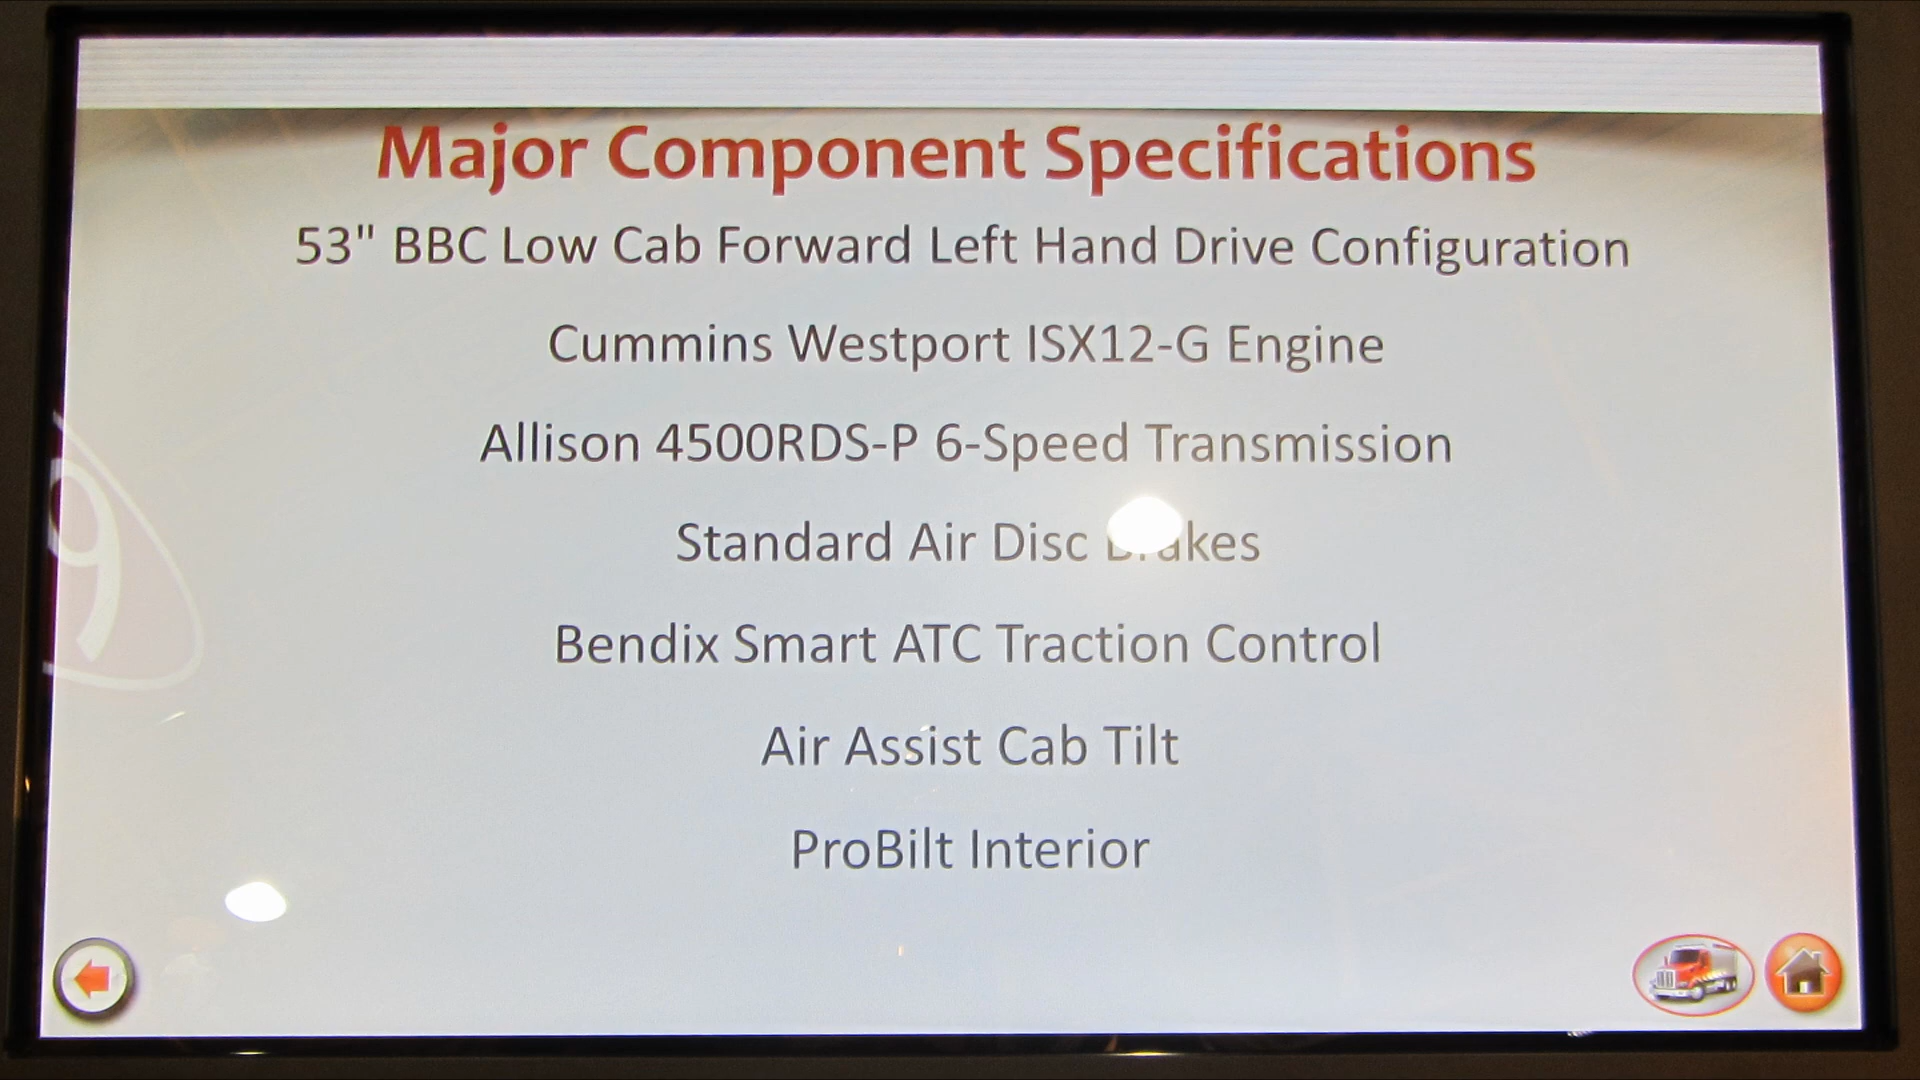 Major Component Specifications
53" BBC Low Cab Forward Left Hand Drive Configuration
Cummins Westport ISX12-G Engine
Allison 4500RDS-P 6-Speed Transmission
Standard Air Disc Brakes
Bendix Smart ATC Traction Control
Air Assist Cab Tilt
ProBilt Interior